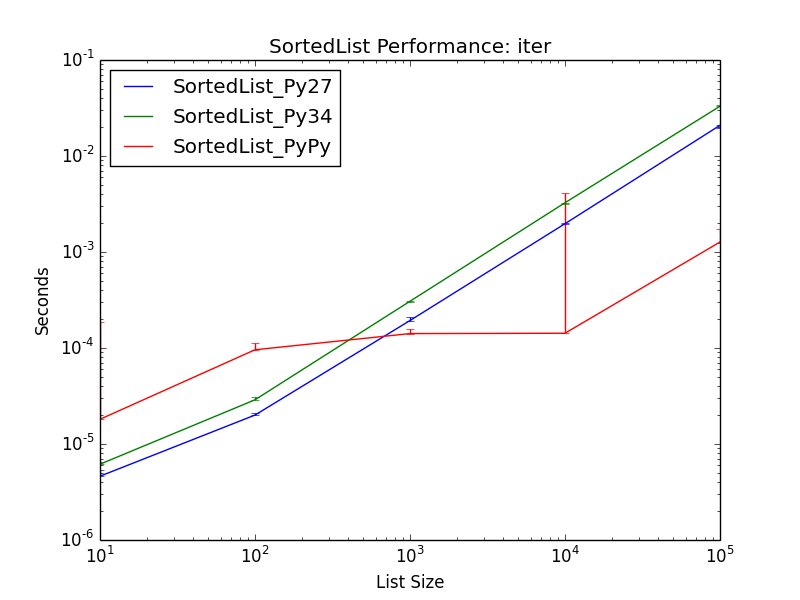 SortedList Performance: iter
10^-1
SortedList_Py27
SortedList_Py34
SortedList_PyPy
10^-2
10^-3
Seconds
10^-4
10^-5
10^-6
10^1 10^2 10^3 10^4 10^5
List Size